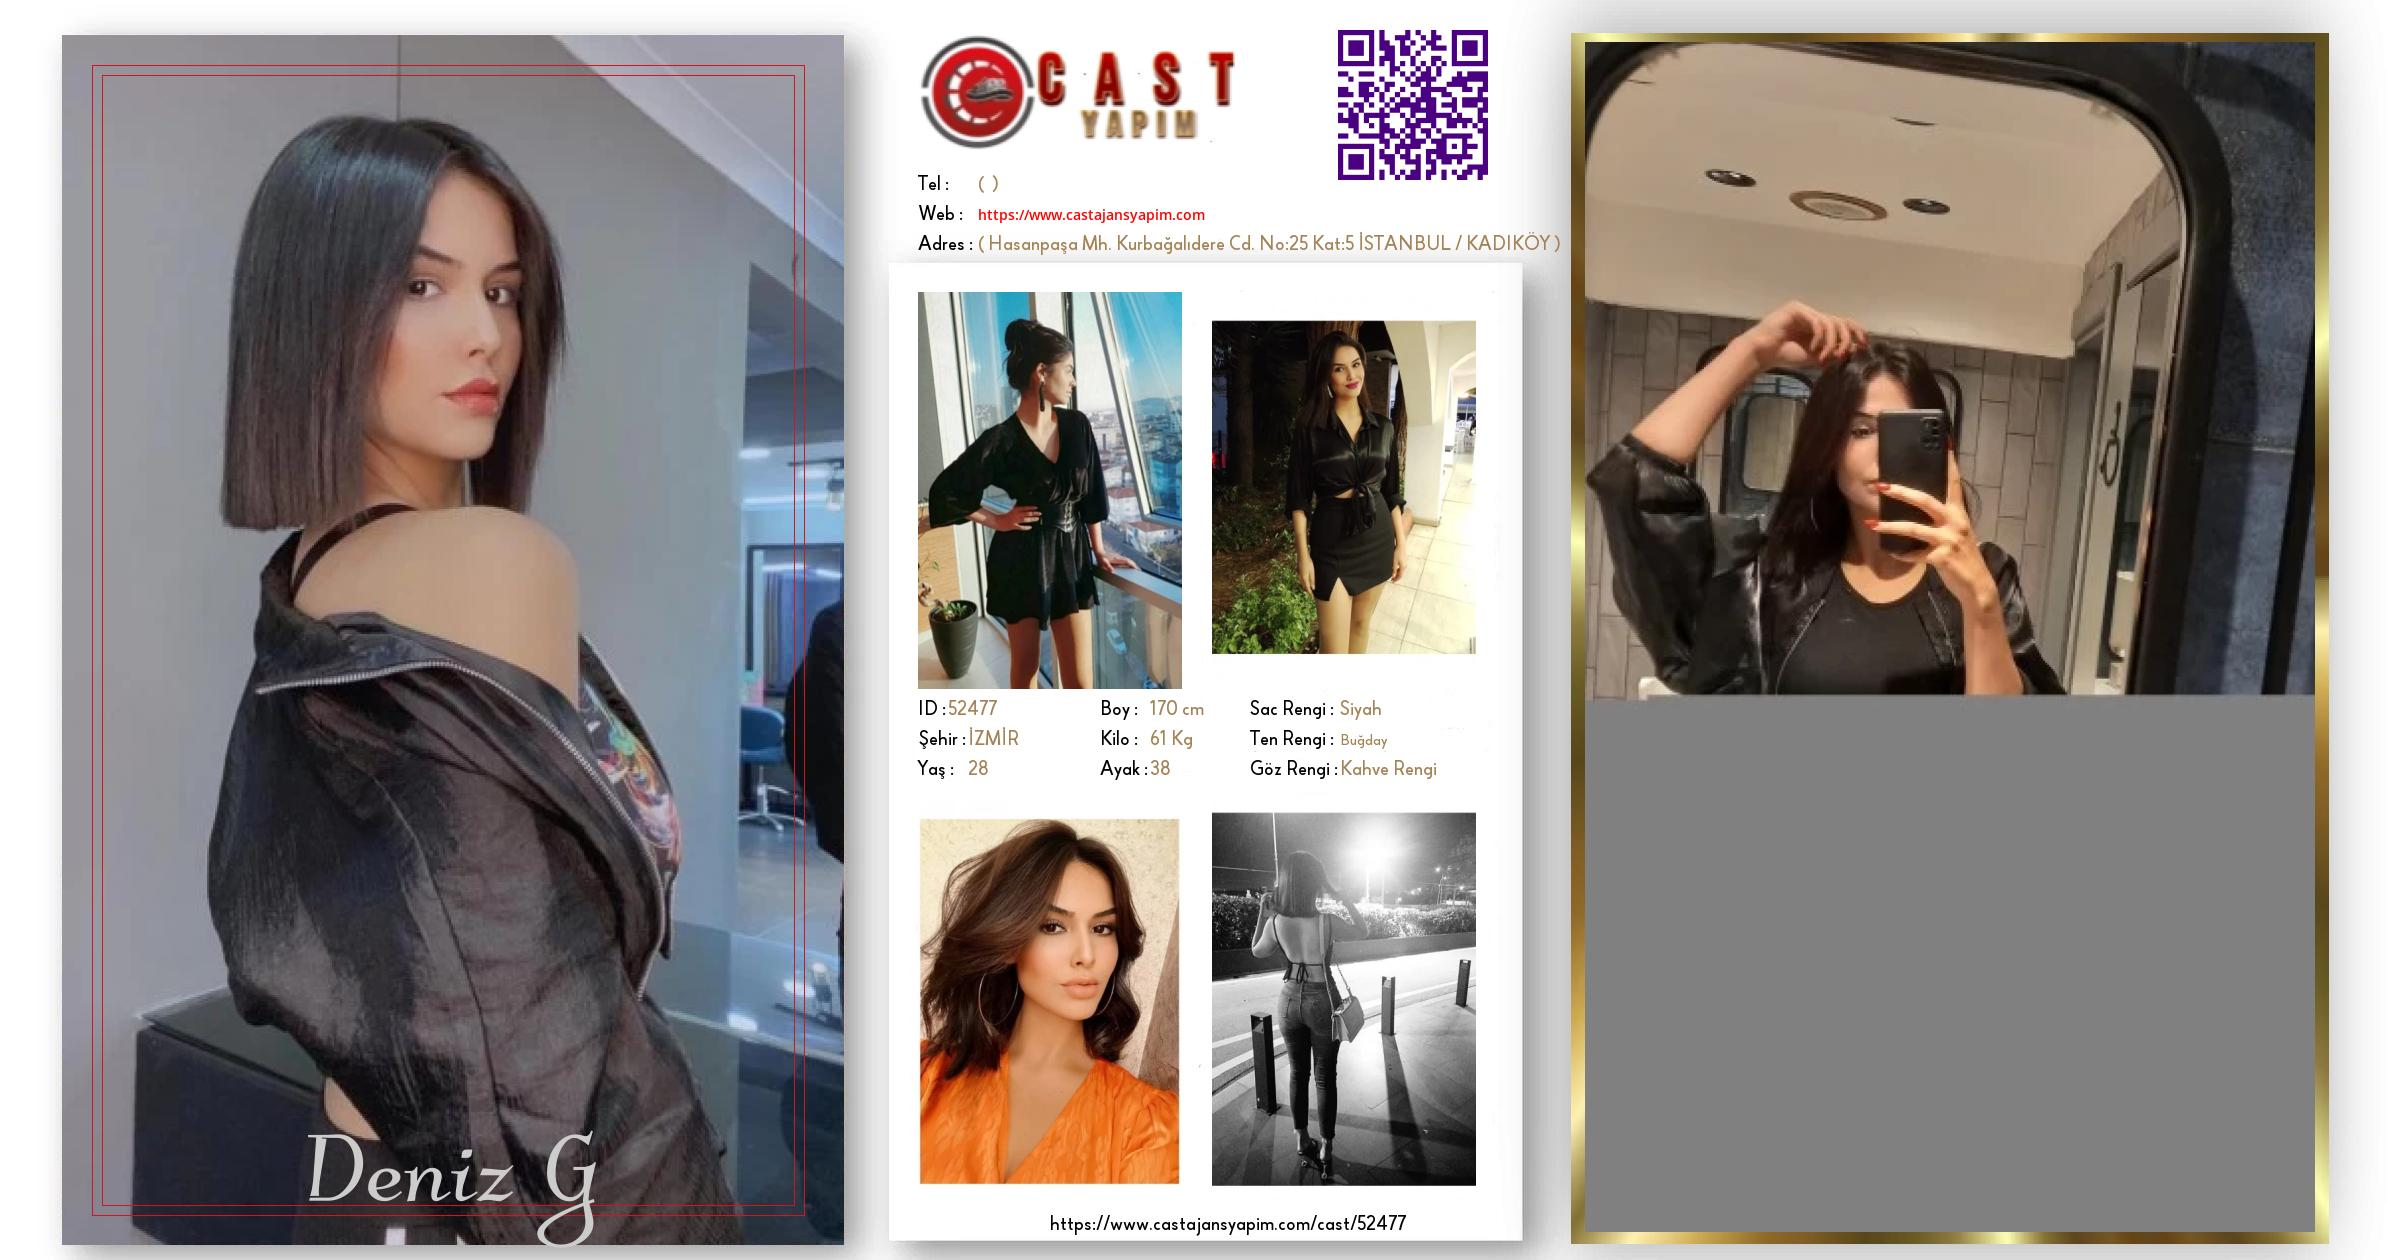 Deniz G
CAST
YAPIM
Tel : ( )
Web : https://www.castajansyapim.com
Adres : ( Hasanpaşa Mh. Kurbağalıdere Cd. No:25 Kat:5 İSTANBUL / KADIKÖY )
ID : 52477 Boy : 170 cm Sac Rengi : Siyah
Şehir : İZMİR Kilo : 61 Kg Ten Rengi : Buğday
Yaş : 28 Ayak : 38 Göz Rengi : Kahve Rengi
https://www.castajansyapim.com/cast/52477